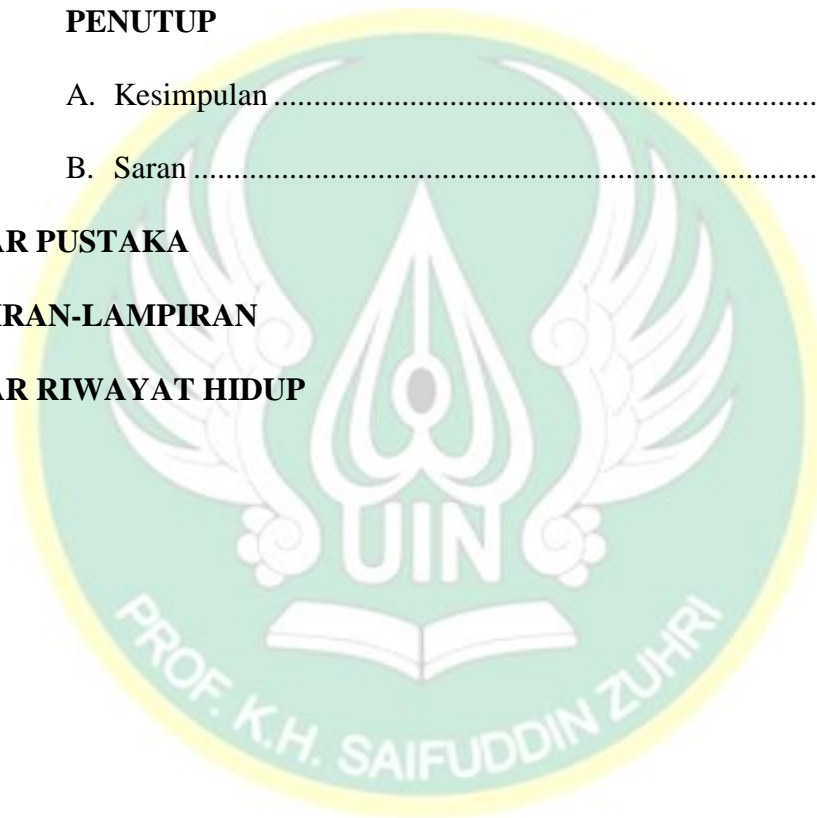 PENUTUP
A. Kesimpulan ....................................................................
B. Saran ..............................................................................
AR PUSTAKA
IRAN-LAMPIRAN
AR RIWAYAT HIDUP
UIN
PROF. K.H. SAIFUDDIN ZUHRI